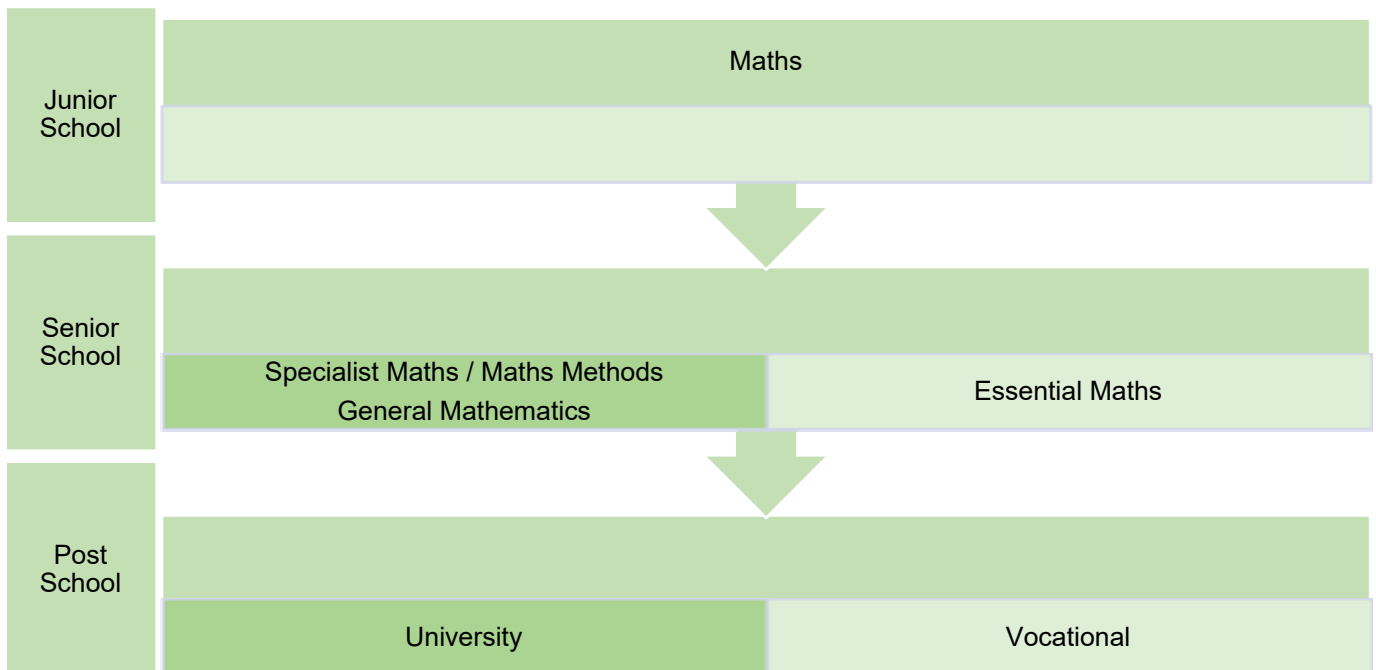 Junior
School
Maths
Senior
School
Specialist Maths / Maths Methods
General Mathematics
Essential Maths
Post
School
University
Vocational